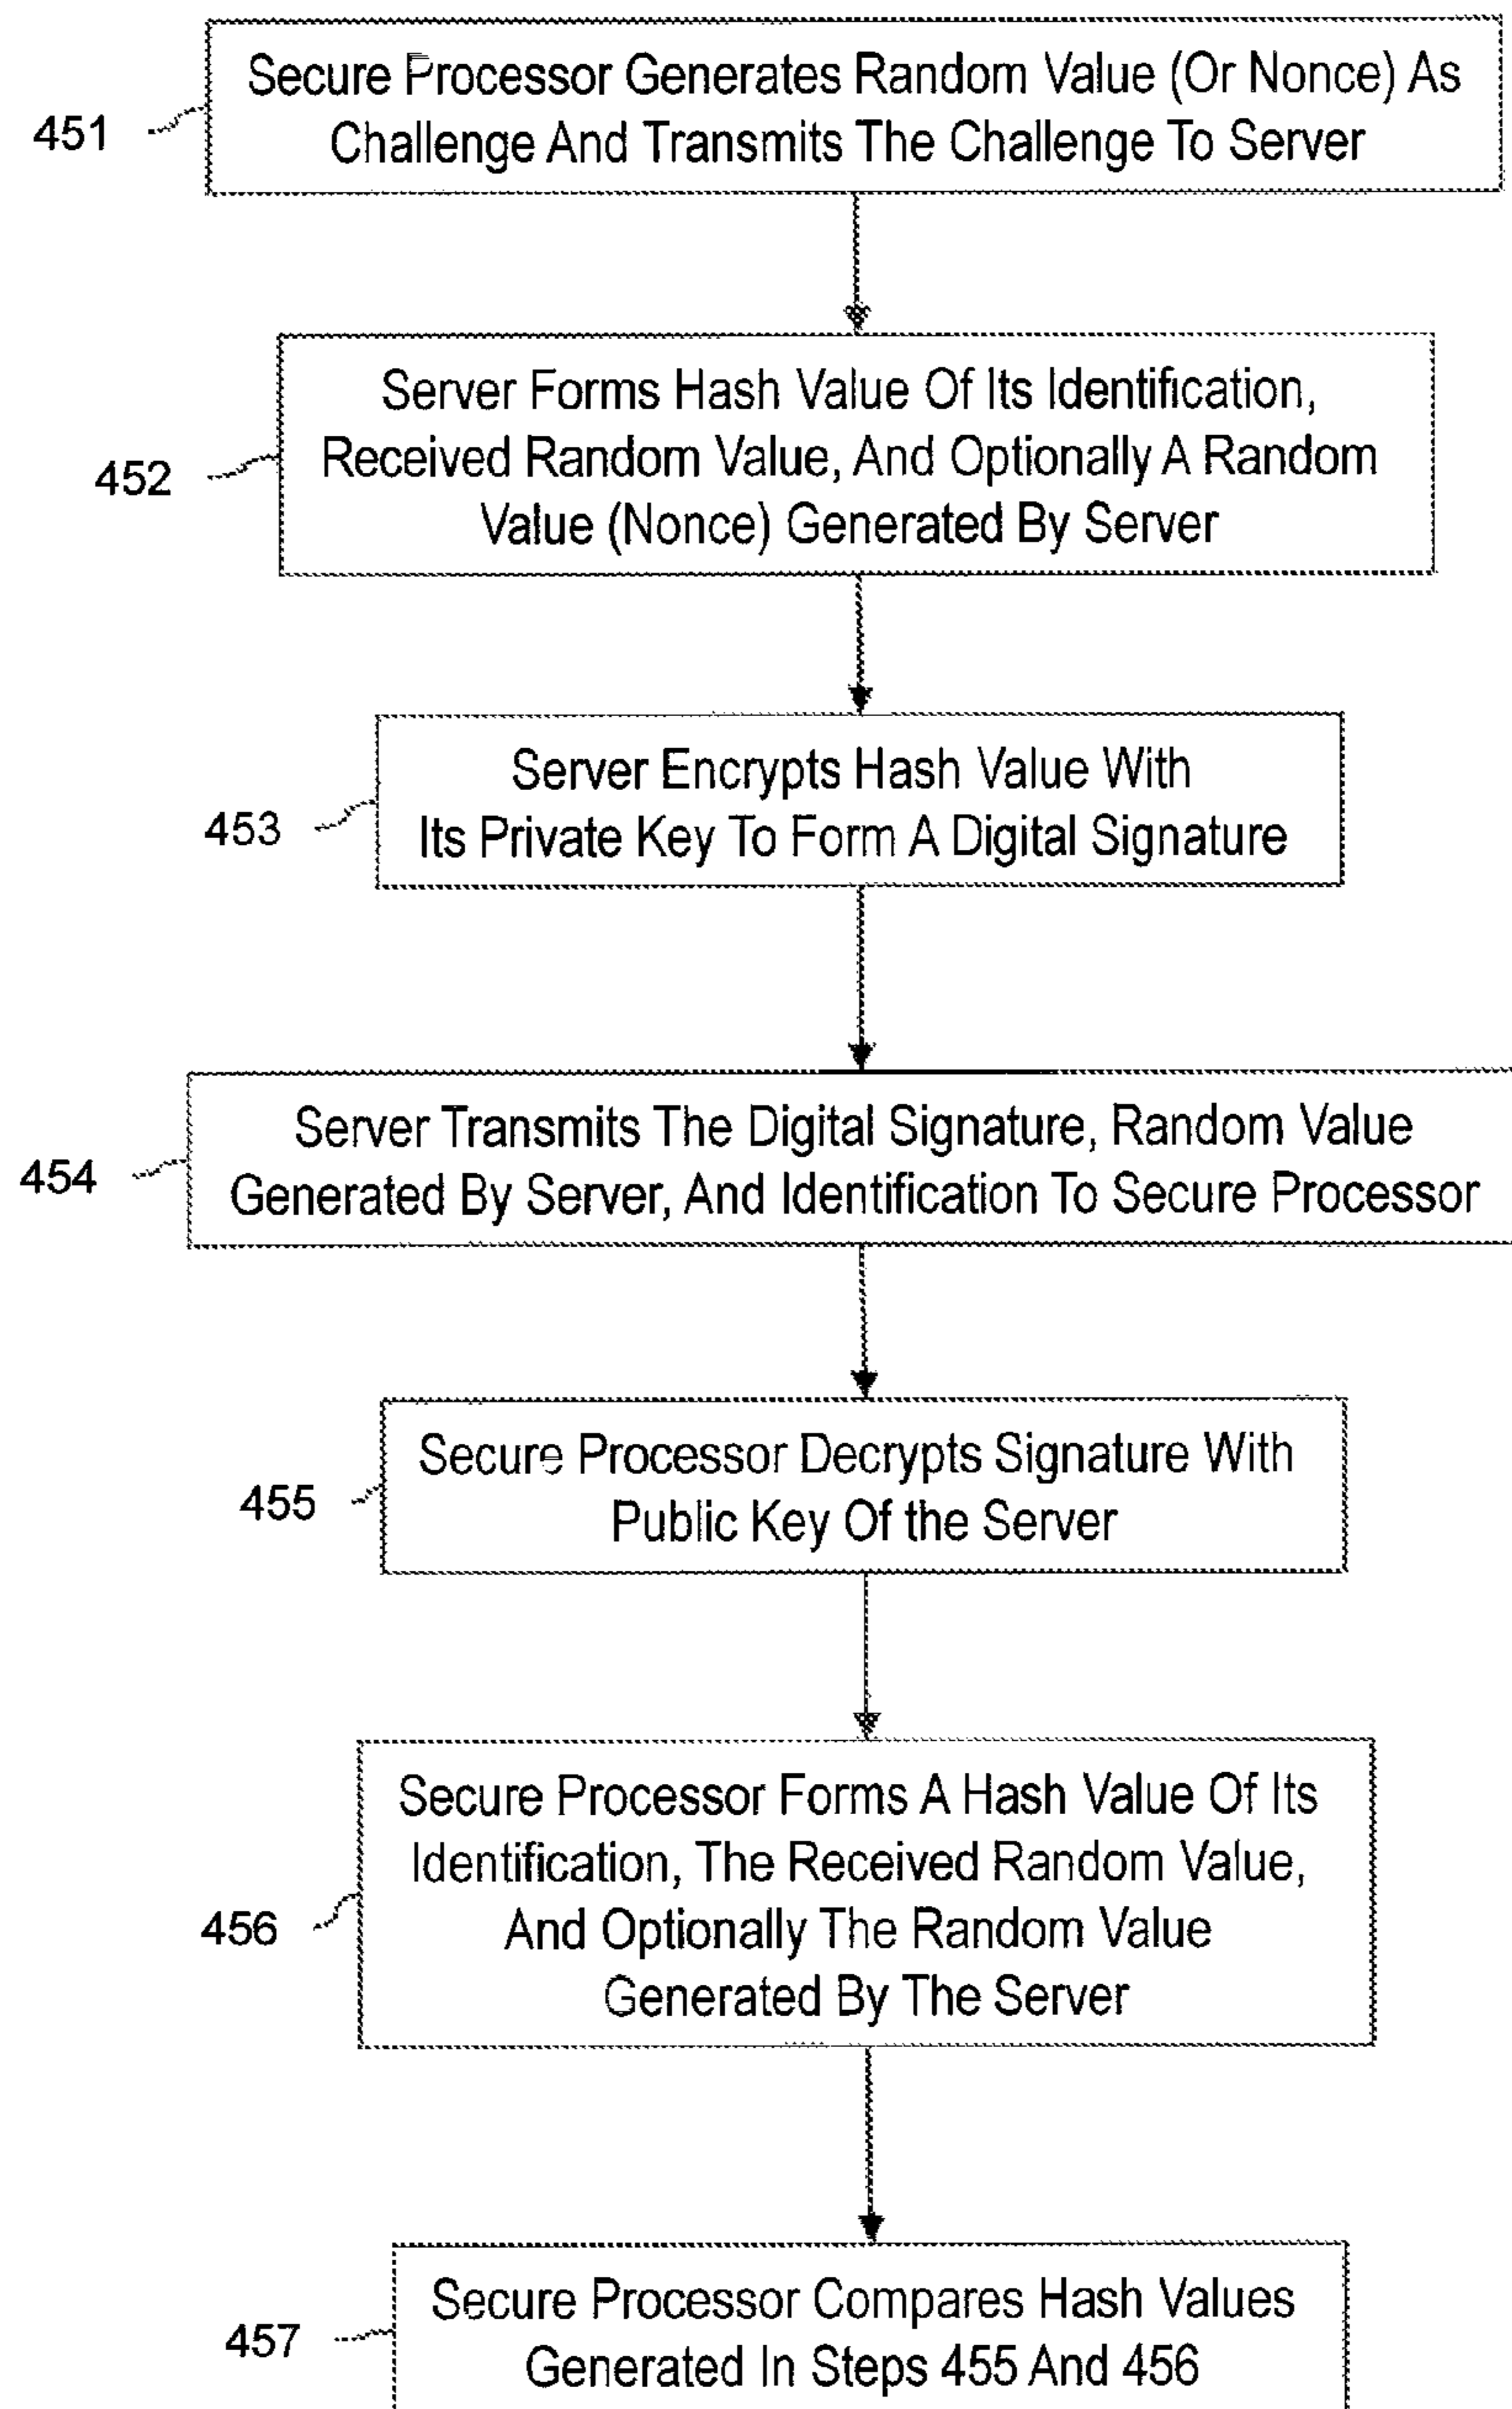 Secure Processor Generates Random Value (Or Nonce) As
Challenge And Transmits The Challenge To Server
451
Server Forms Hash Value Of Its Identification,
Received Random Value, And Optionally A Random
Value (Nonce) Generated By Server
452
Server Encrypts Hash Value With
Its Private Key To Form A Digital Signature
453
Server Transmits The Digital Signature, Random Value
Generated By Server, And Identification To Secure Processor
454
Secure Processor Decrypts Signature With
Public Key Of the Server
455
Secure Processor Forms A Hash Value Of Its
Identification, The Received Random Value,
And Optionally The Random Value
Generated By The Server
456
Secure Processor Compares Hash Values
Generated In Steps 455 And 456
457